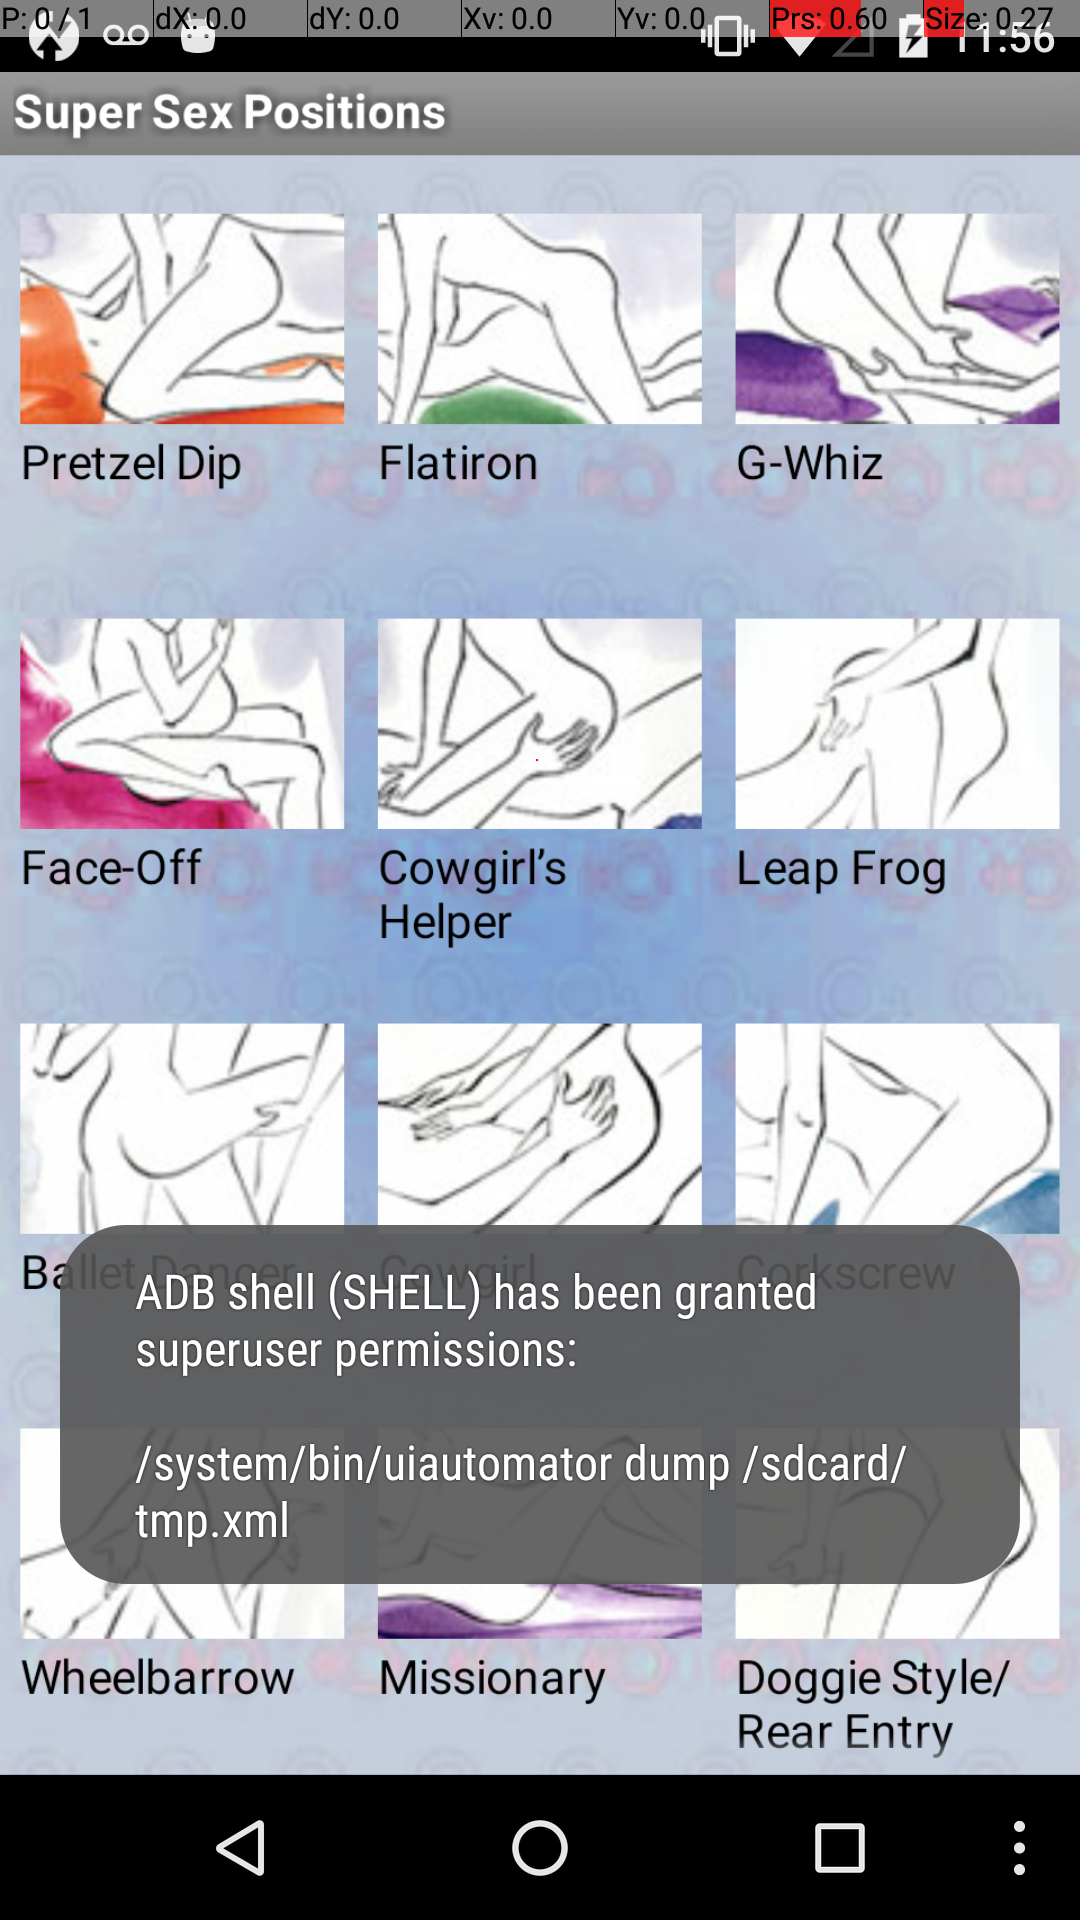 P: 0 / 1 dX: 0.0 dY: 0.0 Xv: 0.0 Yv: 0.0 Prs: 0.60 Size: 0.27
11:56
Super Sex Positions
Pretzel Dip Flatiron G-Whiz
Face-Off Cowgirl’s Leap Frog
Helper
Ballet Dancer Cowgirl Corkscrew
ADB shell (SHELL) has been granted
superuser permissions:
/system/bin/uiautomator dump /sdcard/
tmp.xml
Wheelbarrow Missionary Doggie Style/
Rear Entry